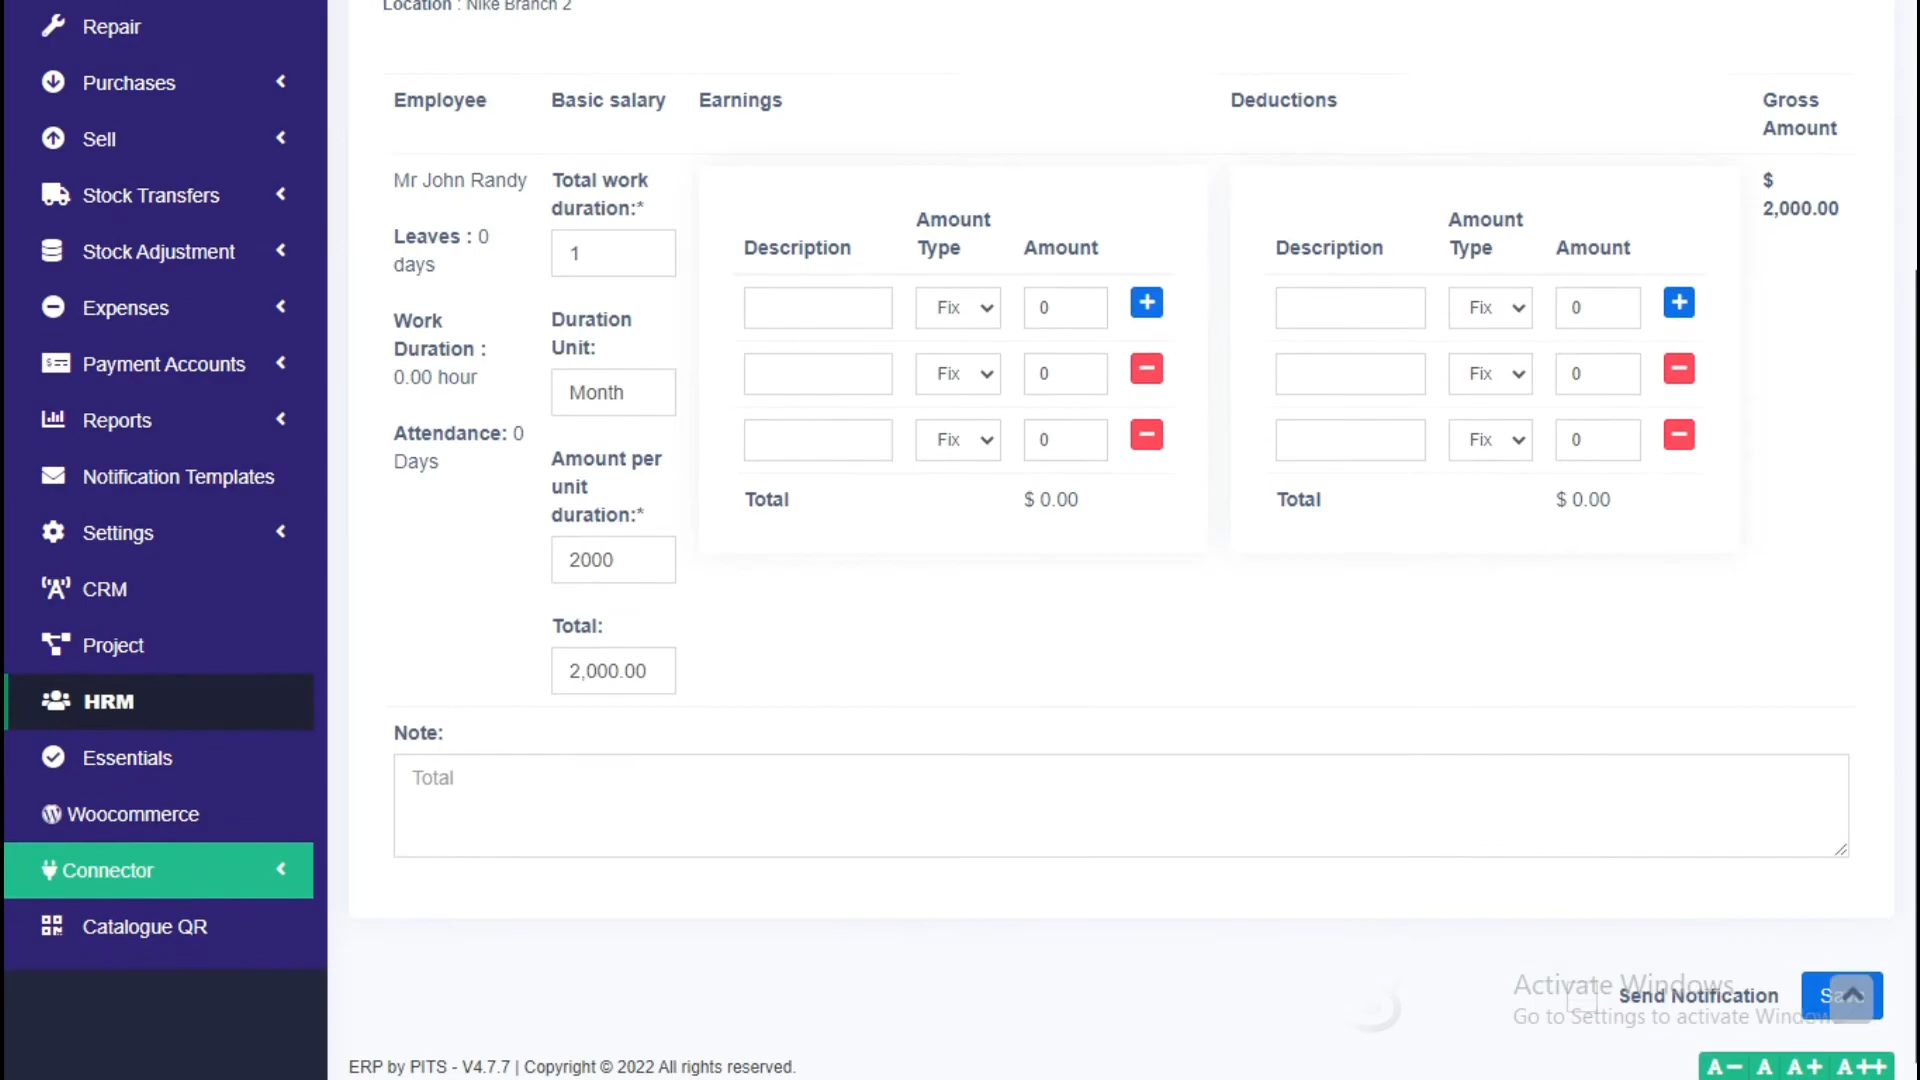 Location : Nike Branch 2
Repair
Purchases
Sell
Stock Transfers
Stock Adjustment
Expenses
Payment Accounts
Reports
Notification Templates
Settings
CRM
Project
HRM
Essentials
Woocommerce
Connector
Catalogue QR
Employee Basic salary Earnings Deductions Gross
Amount
Mr John Randy
Leaves : 0
days
Work
Duration :
0.00 hour
Attendance: 0
Days
Total work
duration:*
1
Duration
Unit:
Month
Amount per
unit
duration:*
2000
Total:
2,000.00
Description Amount
Type Amount
Fix 0
Fix 0
Fix 0
Total $ 0.00
Description Amount
Type Amount
Fix 0
Fix 0
Fix 0
Total $ 0.00
$
2,000.00
Note:
Total
Activate Windows
Go to Settings to activate Windows
Send Notification
ERP by PITS - V4.7.7 | Copyright © 2022 All rights reserved.
A− A A+ A++